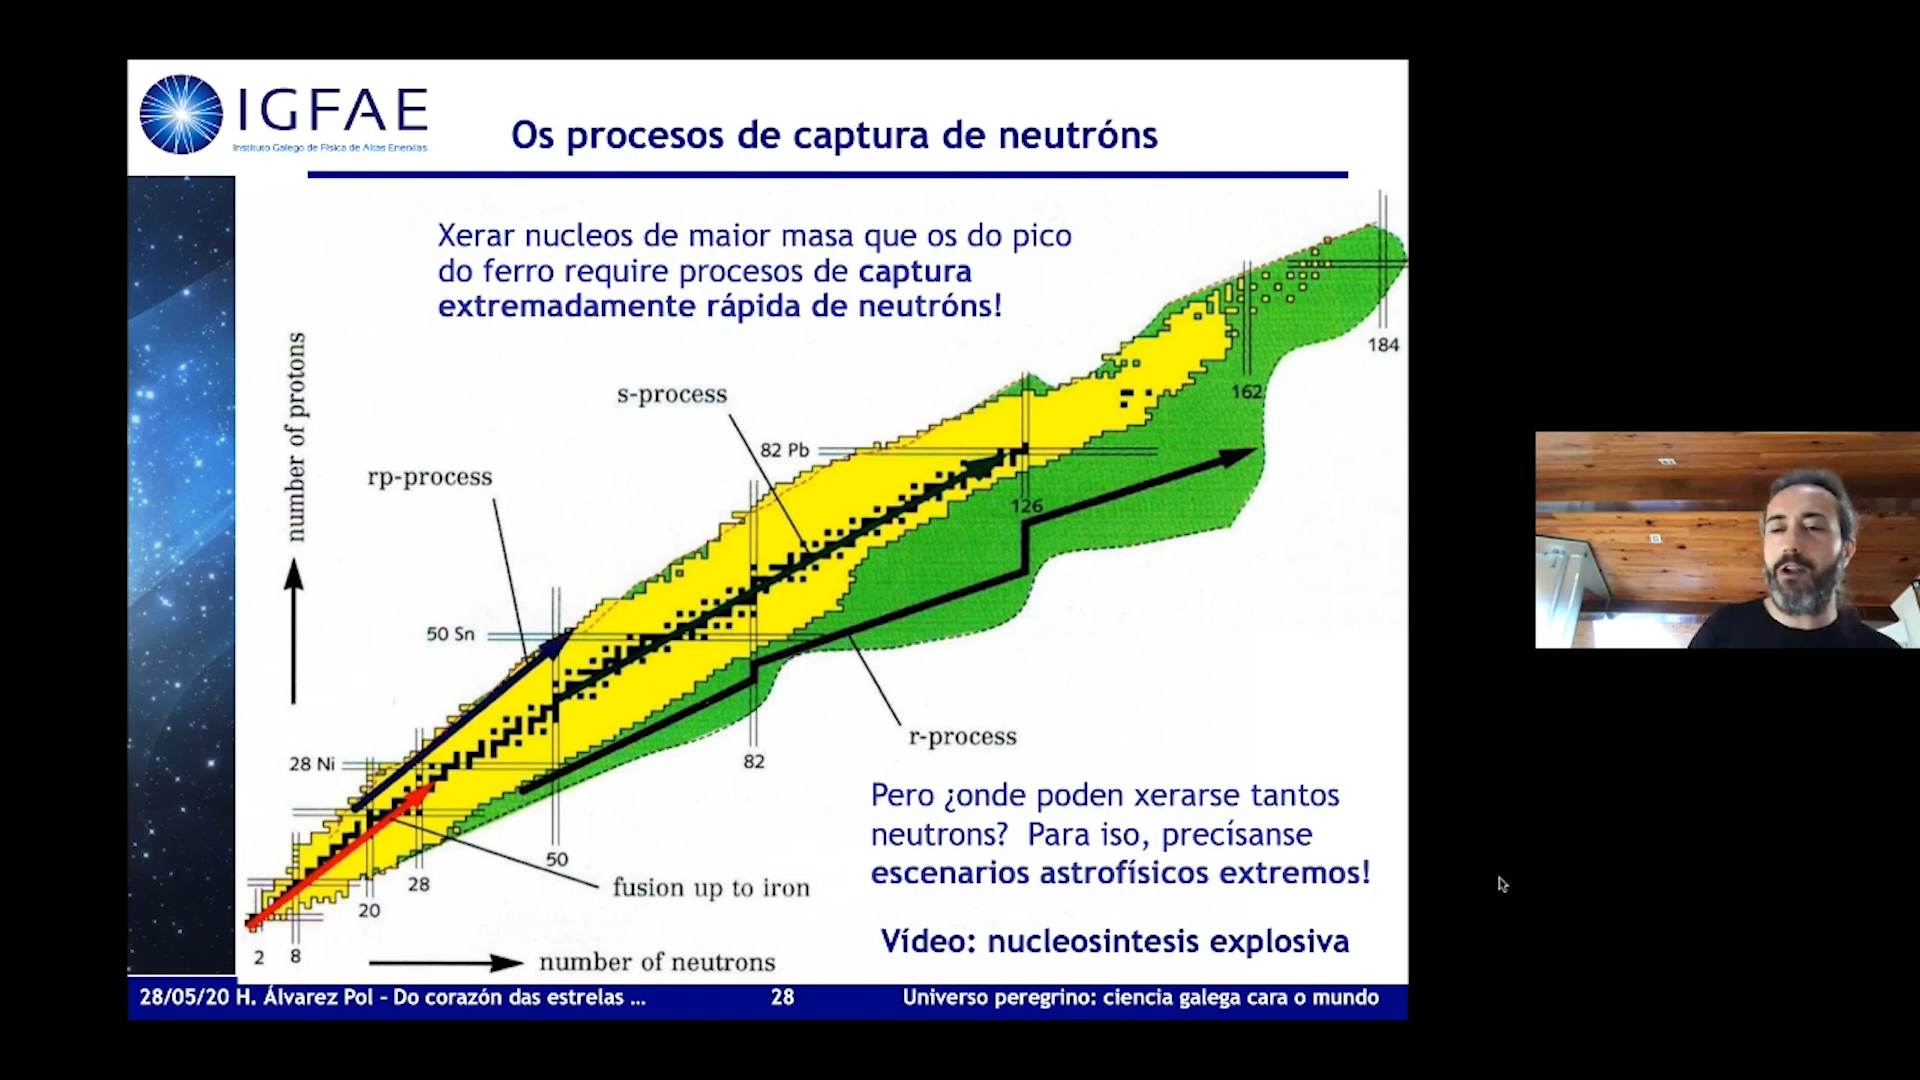 IGFAE
Instituto Galego de Física de Altas Enerxías
Os procesos de captura de neutróns
Xerar nucleos de maior masa que os do pico
do ferro require procesos de captura
extremadamente rápida de neutróns!
number of protons
s-process
rp-process
82 Pb
50 Sn
28 Ni
184
162
126
82
50
28
20
8
2
r-process
fusion up to iron
number of neutrons
Pero ¿onde poden xerarse tantos
neutrons? Para iso, precísanse
escenarios astrofísicos extremos!
Vídeo: nucleosintesis explosiva
28/05/20 H. Álvarez Pol - Do corazón das estrelas ...
28
Universo peregrino: ciencia galega cara o mundo